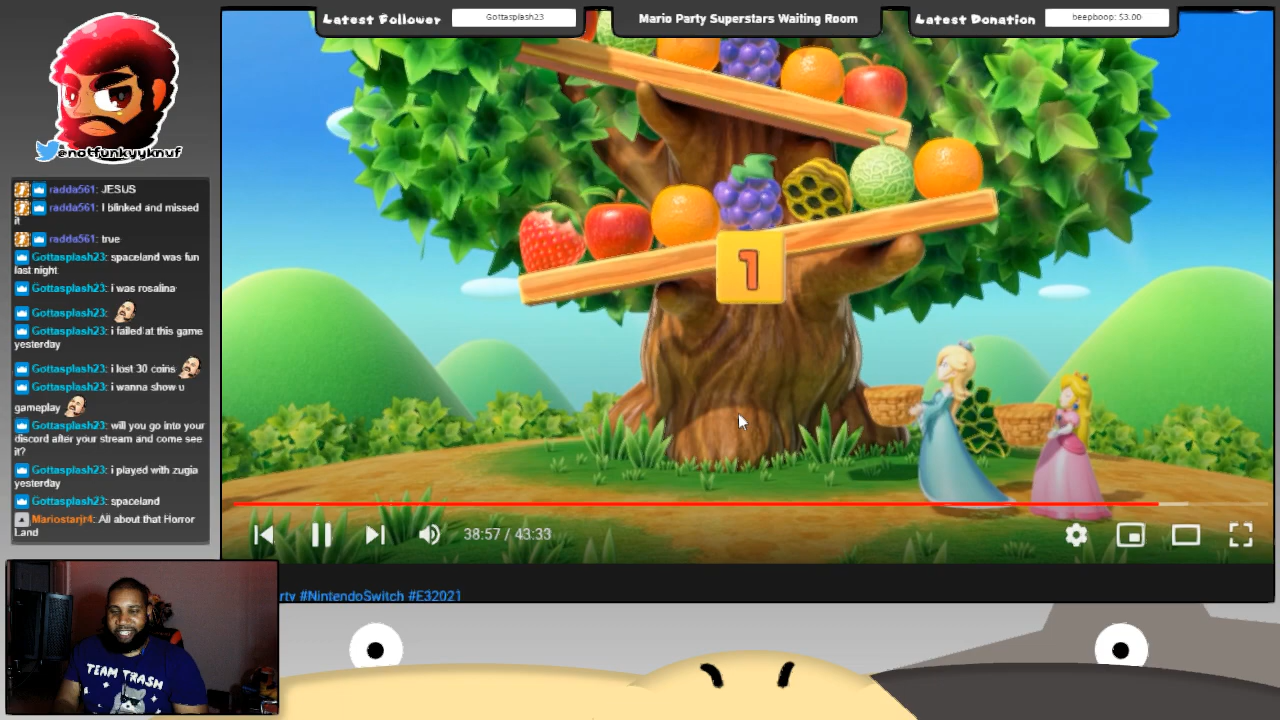 Latest Follower
Gottasplash23
Mario Party Superstars Waiting Room
Latest Donation
beepboop: $3.00
@notfunkyyknuf
radda561: JESUS
radda561: I blinked and missed
it
radda561: true
Gottasplash23: spaceland was fun
last night
Gottasplash23: i was rosalina
Gottasplash23:
Gottasplash23: i failed at this game
yesterday
Gottasplash23: i lost 30 coins
Gottasplash23: i wanna show u
gameplay
Gottasplash23: will you go into your
discord after your stream and come see
it?
Gottasplash23: i played with zugia
yesterday
Gottasplash23: spaceland
Mariostarjr4: All about that Horror
Land
1
38:57 / 43:33
rty #NintendoSwitch #E32021
TEAM TRASH